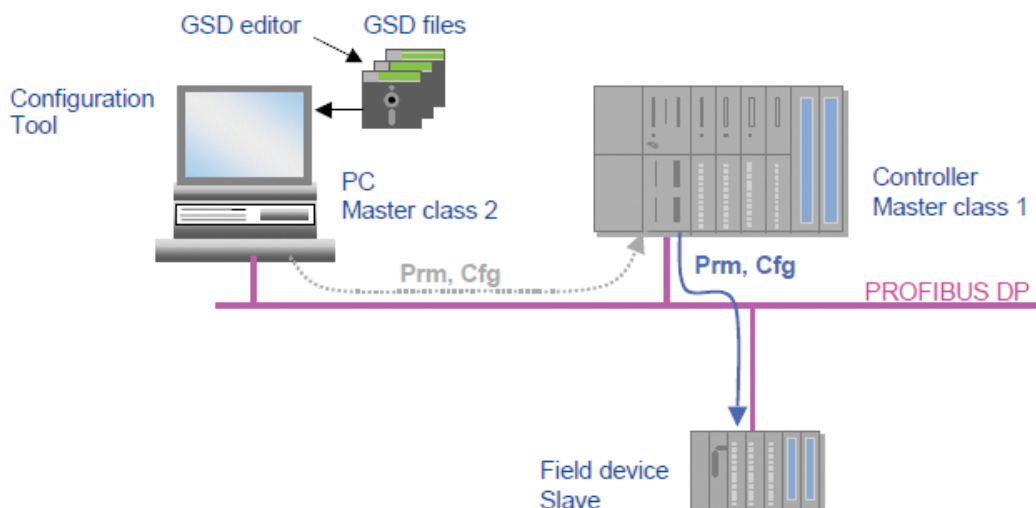 GSD editor
GSD files
Configuration
Tool
PC
Master class 2
Controller
Master class 1
Prm, Cfg
Prm, Cfg
PROFIBUS DP
Field device
Slave